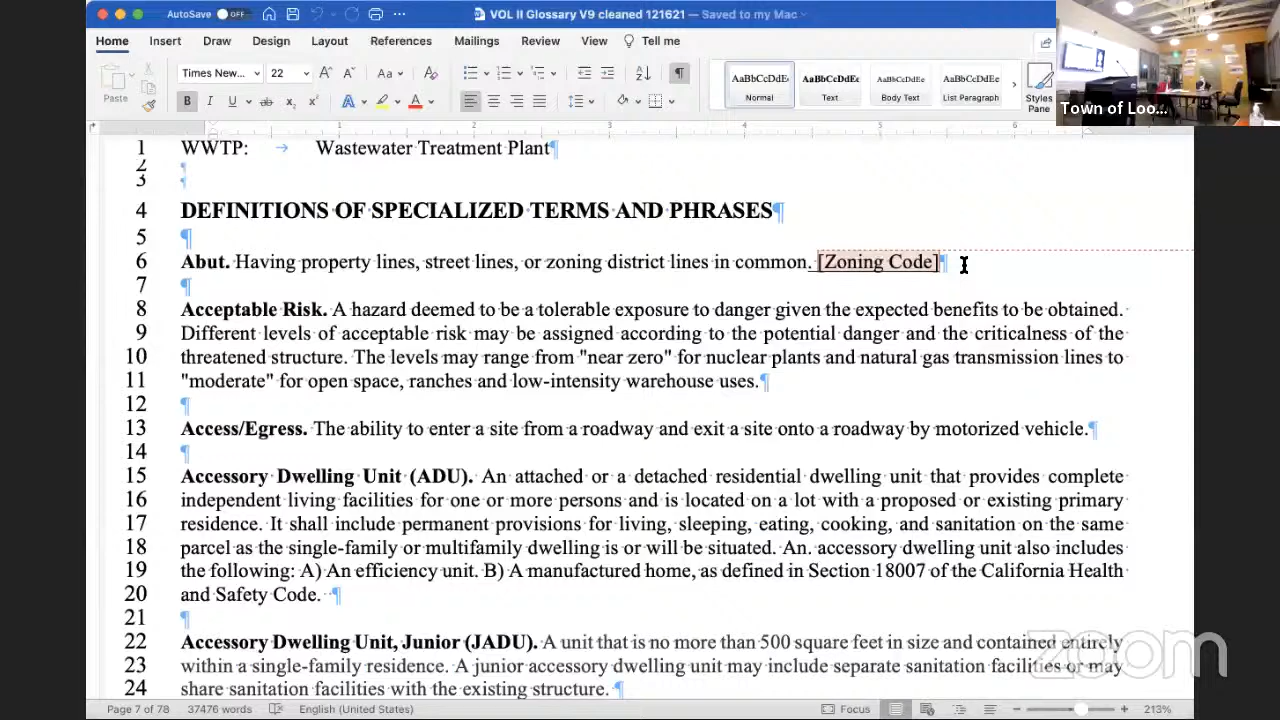 AutoSave OFF VOL II Glossary V9 cleaned 121621 — Saved to my Mac
Home Insert Draw Design Layout References Mailings Review View Tell me
Paste Times New... 22 Aa AaBbCcDdE Normal AaBbCcDdEe Text AaBbCcDdEe Body Text AaBbCcDdEe List Paragraph Styles Pane
Town of Loo...
1 2 3 4 5 6
1 WWTP: → Wastewater Treatment Plant¶
2 ¶
3 ¶
4 DEFINITIONS OF SPECIALIZED TERMS AND PHRASES¶
5 ¶
6 Abut. Having property lines, street lines, or zoning district lines in common. [Zoning Code]¶
7 ¶
8 Acceptable Risk. A hazard deemed to be a tolerable exposure to danger given the expected benefits to be obtained.
9 Different levels of acceptable risk may be assigned according to the potential danger and the criticalness of the
10 threatened structure. The levels may range from "near zero" for nuclear plants and natural gas transmission lines to
11 "moderate" for open space, ranches and low-intensity warehouse uses.¶
12 ¶
13 Access/Egress. The ability to enter a site from a roadway and exit a site onto a roadway by motorized vehicle.¶
14 ¶
15 Accessory Dwelling Unit (ADU). An attached or a detached residential dwelling unit that provides complete
16 independent living facilities for one or more persons and is located on a lot with a proposed or existing primary
17 residence. It shall include permanent provisions for living, sleeping, eating, cooking, and sanitation on the same
18 parcel as the single-family or multifamily dwelling is or will be situated. An. accessory dwelling unit also includes
19 the following: A) An efficiency unit. B) A manufactured home, as defined in Section 18007 of the California Health
20 and Safety Code. ¶
21 ¶
22 Accessory Dwelling Unit, Junior (JADU). A unit that is no more than 500 square feet in size and contained entirely
23 within a single-family residence. A junior accessory dwelling unit may include separate sanitation facilities or may
24 share sanitation facilities with the existing structure. ¶
zoom
Page 7 of 78 37476 words English (United States) Focus 213%